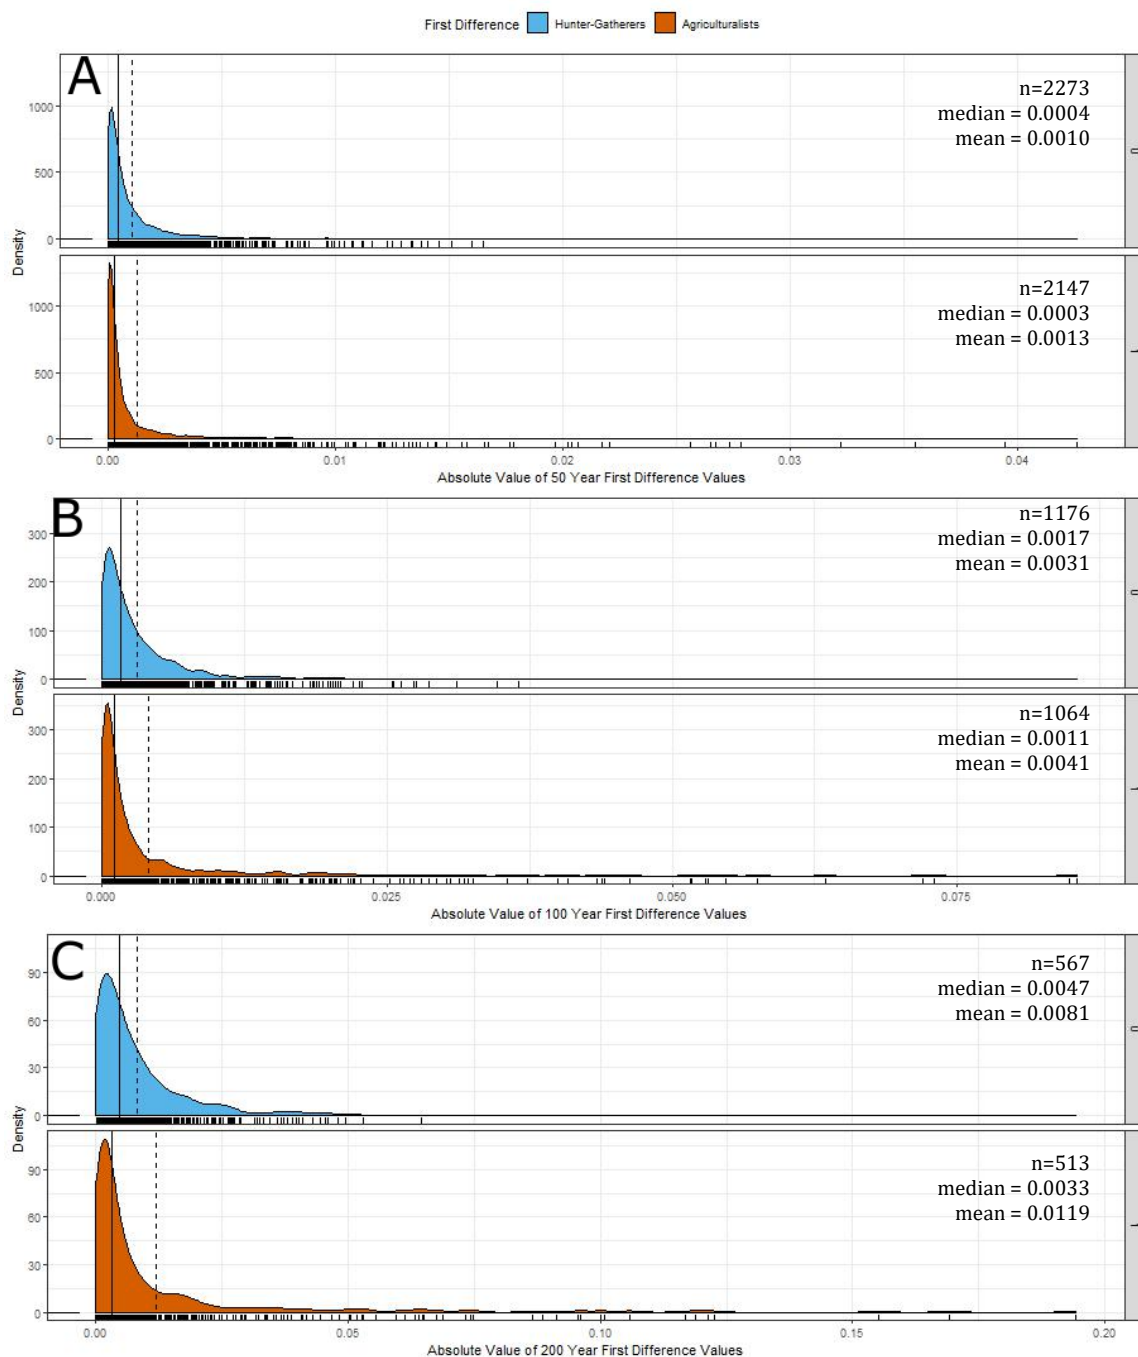 First Difference Hunter-Gatherers Agriculturalists
A
n=2273
median = 0.0004
mean = 0.0010
1000
500
0
0
Density
n=2147
median = 0.0003
mean = 0.0013
1000
500
0
1
0.00 0.01 0.02 0.03 0.04
Absolute Value of 50 Year First Difference Values
B
n=1176
median = 0.0017
mean = 0.0031
300
200
100
0
0
Density
n=1064
median = 0.0011
mean = 0.0041
300
200
100
0
1
0.000 0.025 0.050 0.075
Absolute Value of 100 Year First Difference Values
C
n=567
median = 0.0047
mean = 0.0081
90
60
30
0
0
Density
n=513
median = 0.0033
mean = 0.0119
90
60
30
0
1
0.00 0.05 0.10 0.15 0.20
Absolute Value of 200 Year First Difference Values